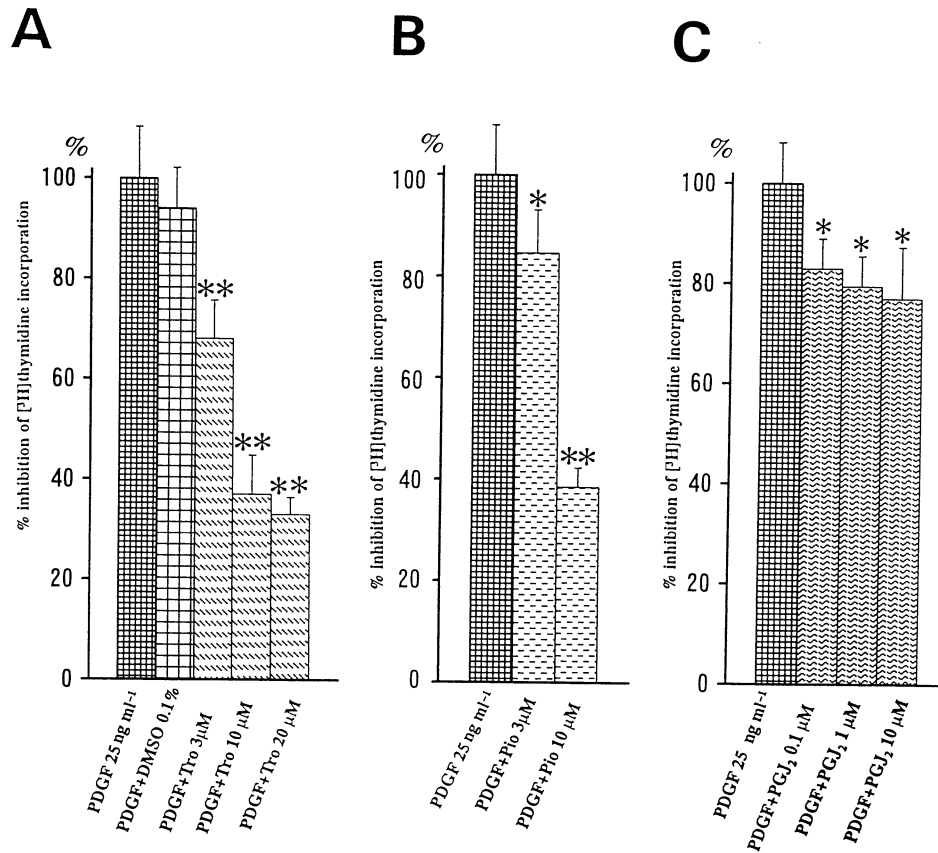 A
%
100
80
60
40
20
0
% inhibition of [³H]thymidine incorporation
**
**
**
PDGF 25 ng ml⁻¹
PDGF+DMSO 0.1%
PDGF+Tro 3μM
PDGF+Tro 10 μM
PDGF+Tro 20 μM
B
%
100
80
60
40
20
0
% inhibition of [³H]thymidine incorporation
*
**
PDGF 25 ng ml⁻¹
PDGF+Pio 3μM
PDGF+Pio 10 μM
C
%
100
80
60
40
20
0
% inhibition of [³H]thymidine incorporation
*
*
*
PDGF 25 ng ml⁻¹
PDGF+PGJ₂ 0.1 μM
PDGF+PGJ₂ 1 μM
PDGF+PGJ₂ 10 μM